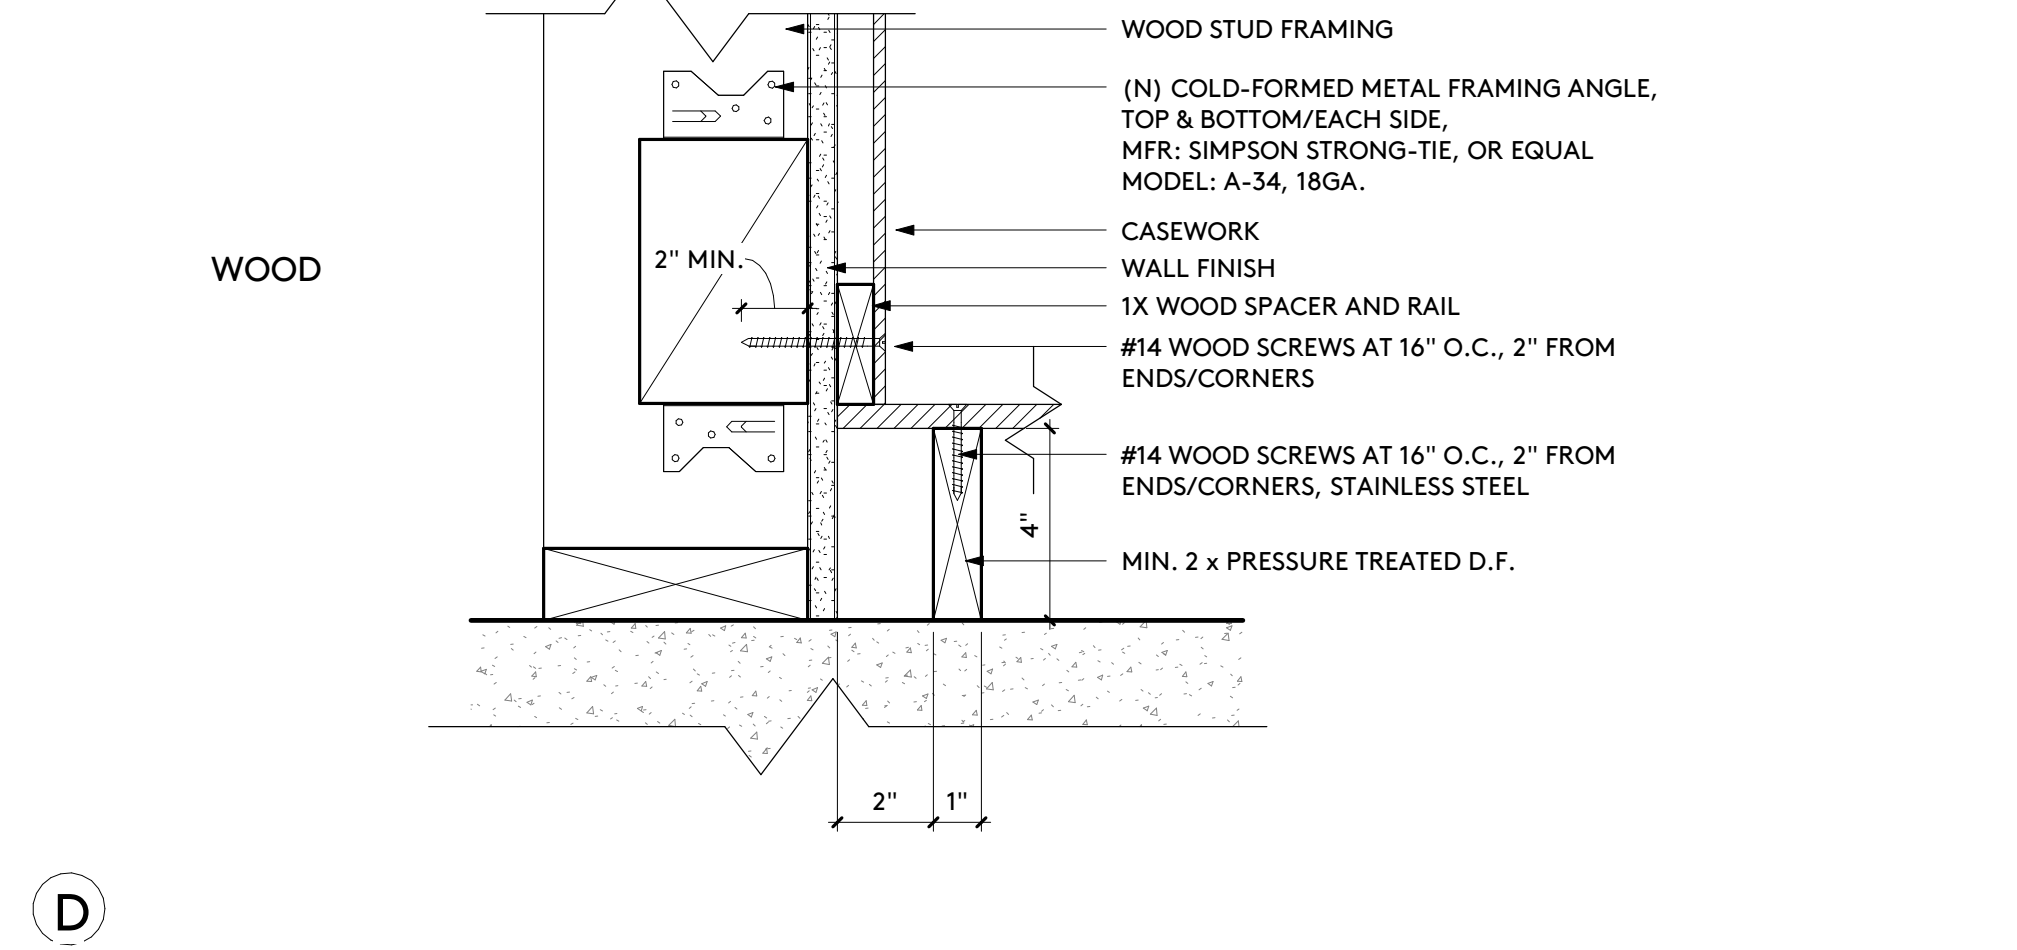 WOOD STUD FRAMING
(N) COLD-FORMED METAL FRAMING ANGLE,
TOP & BOTTOM/EACH SIDE,
MFR: SIMPSON STRONG-TIE, OR EQUAL
MODEL: A-34, 18GA.
CASEWORK
WOOD
2" MIN.
WALL FINISH
1X WOOD SPACER AND RAIL
#14 WOOD SCREWS AT 16" O.C., 2" FROM
ENDS/CORNERS
#14 WOOD SCREWS AT 16" O.C., 2" FROM
ENDS/CORNERS, STAINLESS STEEL
4"
MIN. 2 x PRESSURE TREATED D.F.
2"
1"
D